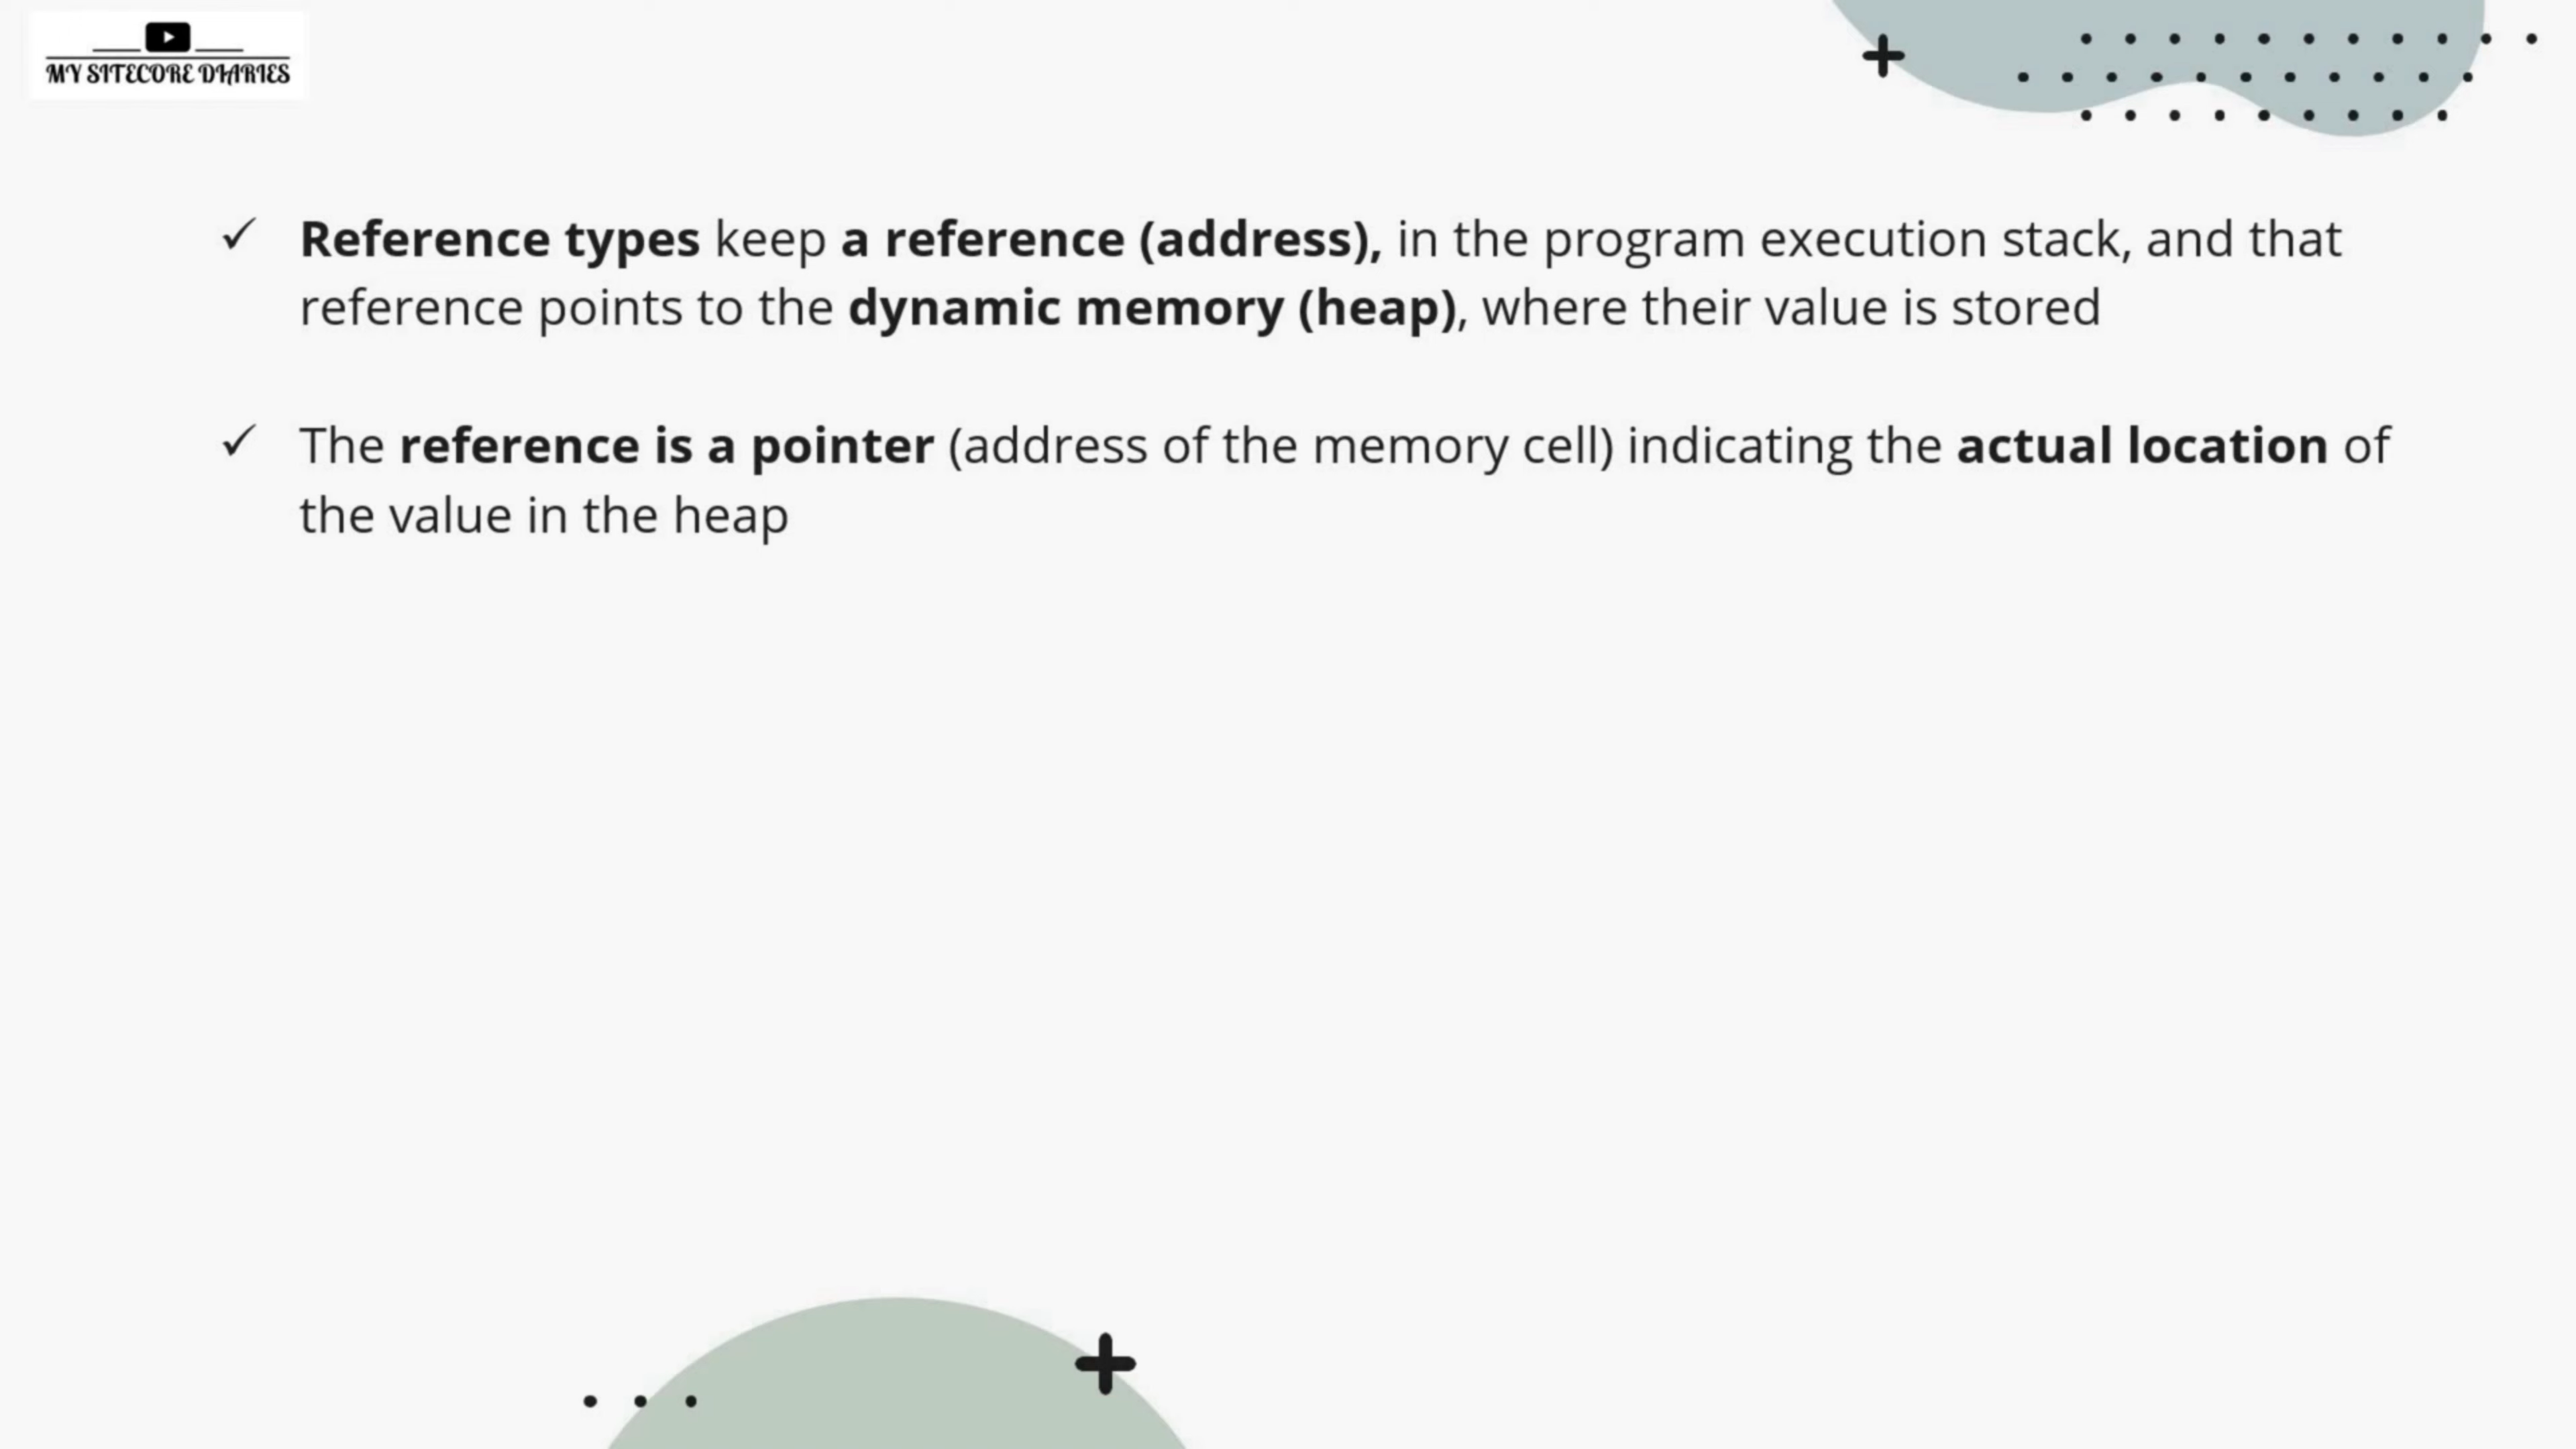 MY SITECORE DIARIES
✓ Reference types keep a reference (address), in the program execution stack, and that
reference points to the dynamic memory (heap), where their value is stored
✓ The reference is a pointer (address of the memory cell) indicating the actual location of
the value in the heap